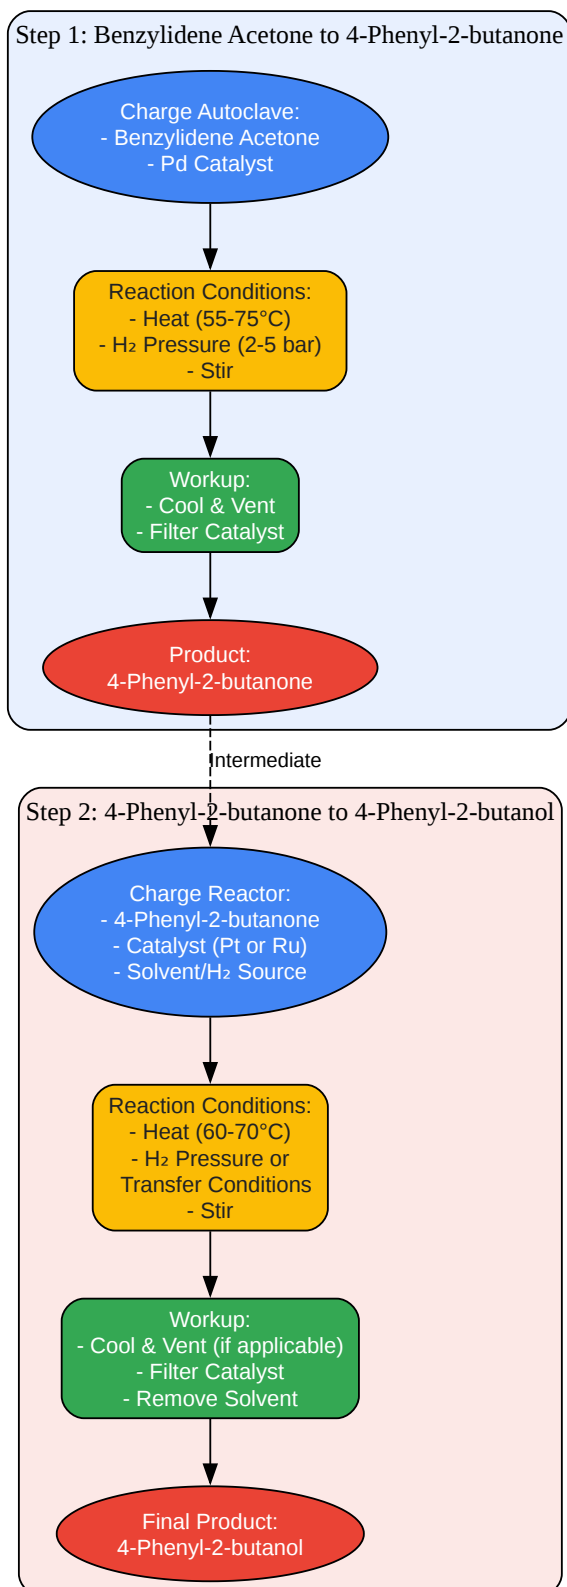 Step 1: Benzylidene Acetone to 4-Phenyl-2-butanone
Charge Autoclave:
- Benzylidene Acetone
- Pd Catalyst
Reaction Conditions:
- Heat (55-75°C)
- H₂ Pressure (2-5 bar)
- Stir
Workup:
- Cool & Vent
- Filter Catalyst
Product:
4-Phenyl-2-butanone
Intermediate
Step 2: 4-Phenyl-2-butanone to 4-Phenyl-2-butanol
Charge Reactor:
- 4-Phenyl-2-butanone
- Catalyst (Pt or Ru)
- Solvent/H₂ Source
Reaction Conditions:
- Heat (60-70°C)
- H₂ Pressure or
Transfer Conditions
- Stir
Workup:
- Cool & Vent (if applicable)
- Filter Catalyst
- Remove Solvent
Final Product:
4-Phenyl-2-butanol